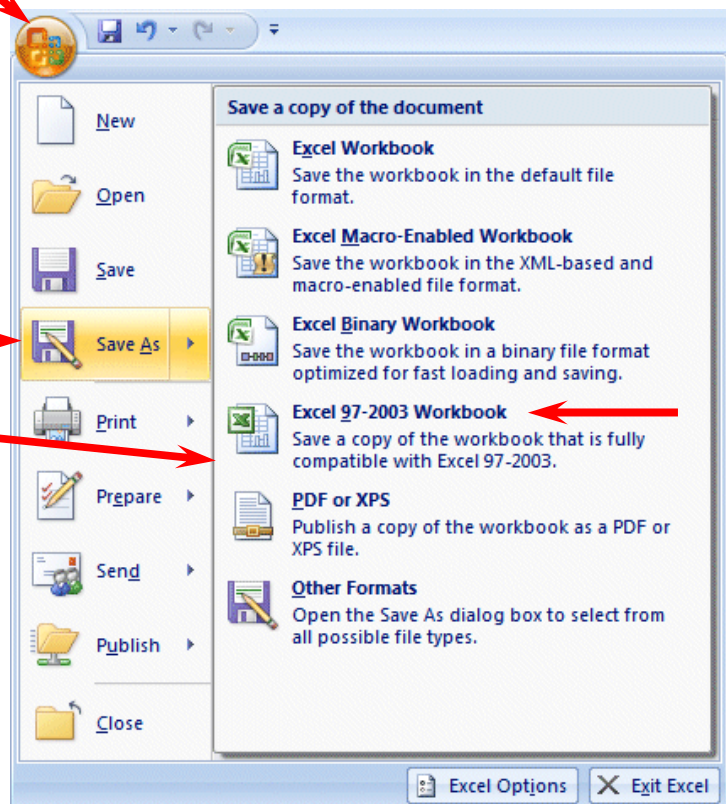 New
Open
Save
Save As
Print
Prepare
Send
Publish
Close
Save a copy of the document
Excel Workbook
Save the workbook in the default file
format.
Excel Macro-Enabled Workbook
Save the workbook in the XML-based and
macro-enabled file format.
Excel Binary Workbook
Save the workbook in a binary file format
optimized for fast loading and saving.
Excel 97-2003 Workbook
Save a copy of the workbook that is fully
compatible with Excel 97-2003.
PDF or XPS
Publish a copy of the workbook as a PDF or
XPS file.
Other Formats
Open the Save As dialog box to select from
all possible file types.
Excel Options
Exit Excel